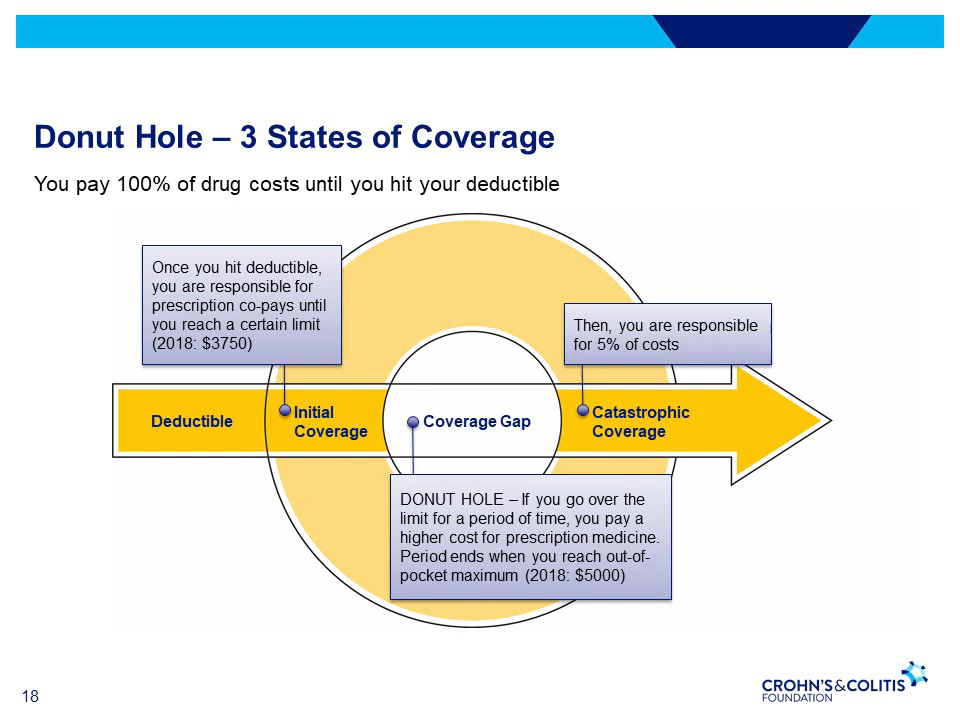 Donut Hole – 3 States of Coverage
You pay 100% of drug costs until you hit your deductible
Once you hit deductible,
you are responsible for
prescription co-pays until
you reach a certain limit
(2018: $3750)
Then, you are responsible
for 5% of costs
Deductible
Initial
Coverage
Coverage Gap
Catastrophic
Coverage
DONUT HOLE – If you go over the
limit for a period of time, you pay a
higher cost for prescription medicine.
Period ends when you reach out-of-
pocket maximum (2018: $5000)
18
CROHN'S&COLITIS
FOUNDATION